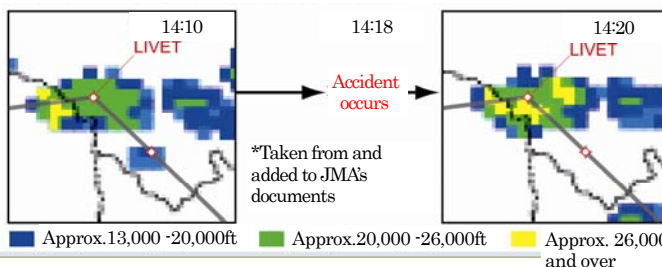 14:10
LIVET
14:18
Accident
occurs
*Taken from and
added to JMA's
documents
14:20
LIVET
Approx.13,000 -20,000ft
Approx.20,000 -26,000ft
Approx. 26,000
and over